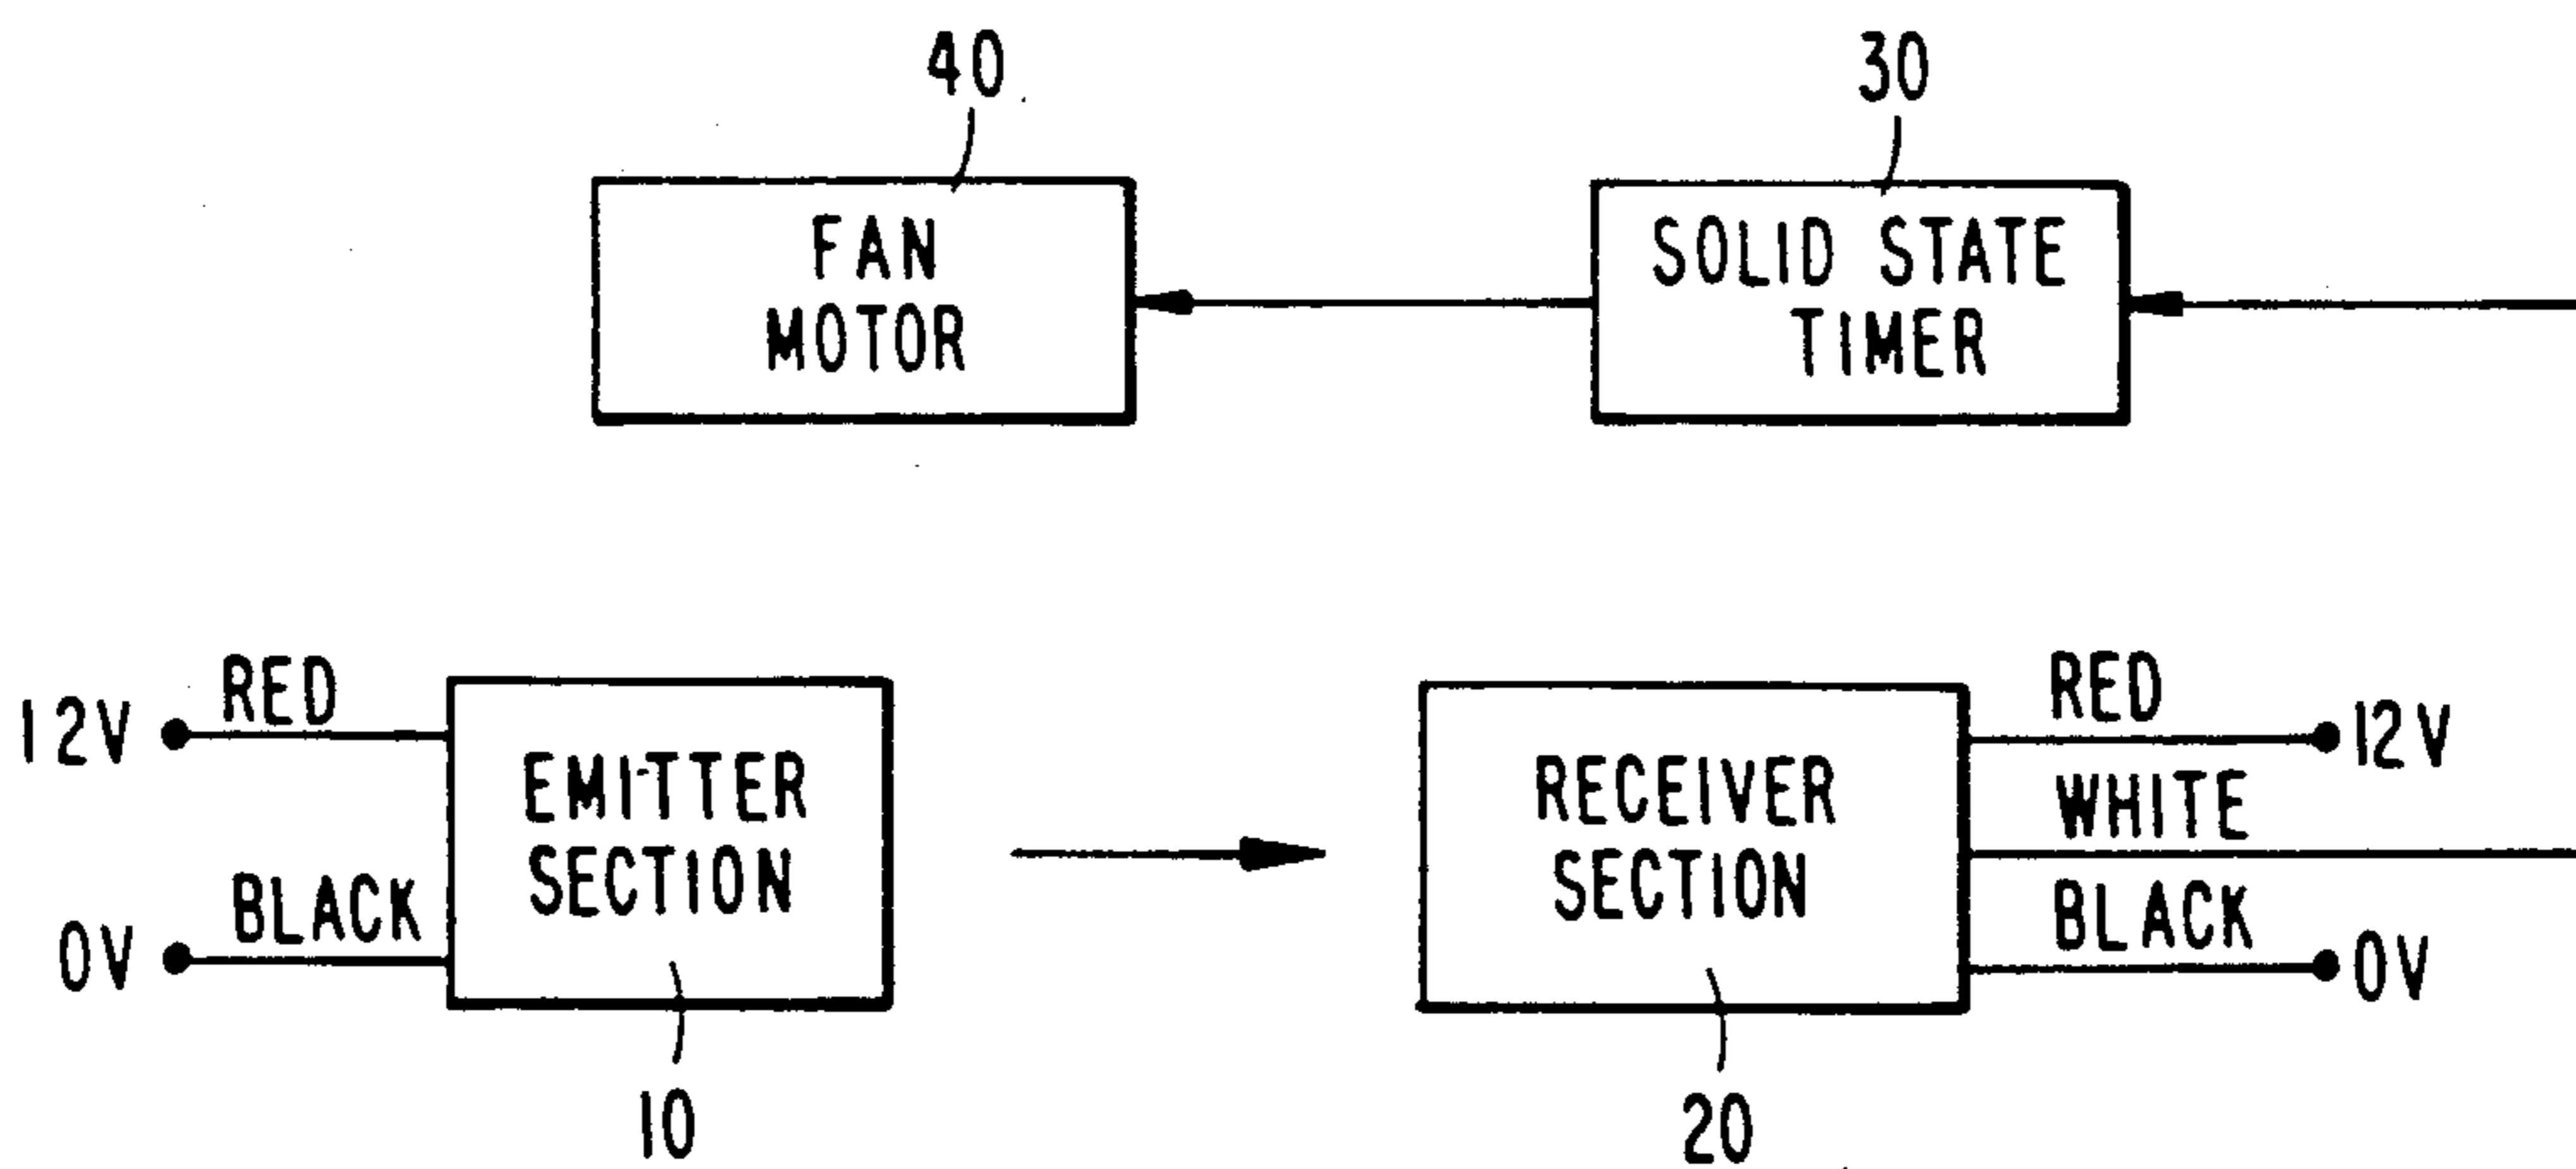 40
30
FAN
MOTOR
SOLID STATE
TIMER
12V
RED
0V
BLACK
EMITTER
SECTION
RECEIVER
SECTION
RED
12V
WHITE
BLACK
0V
10
20